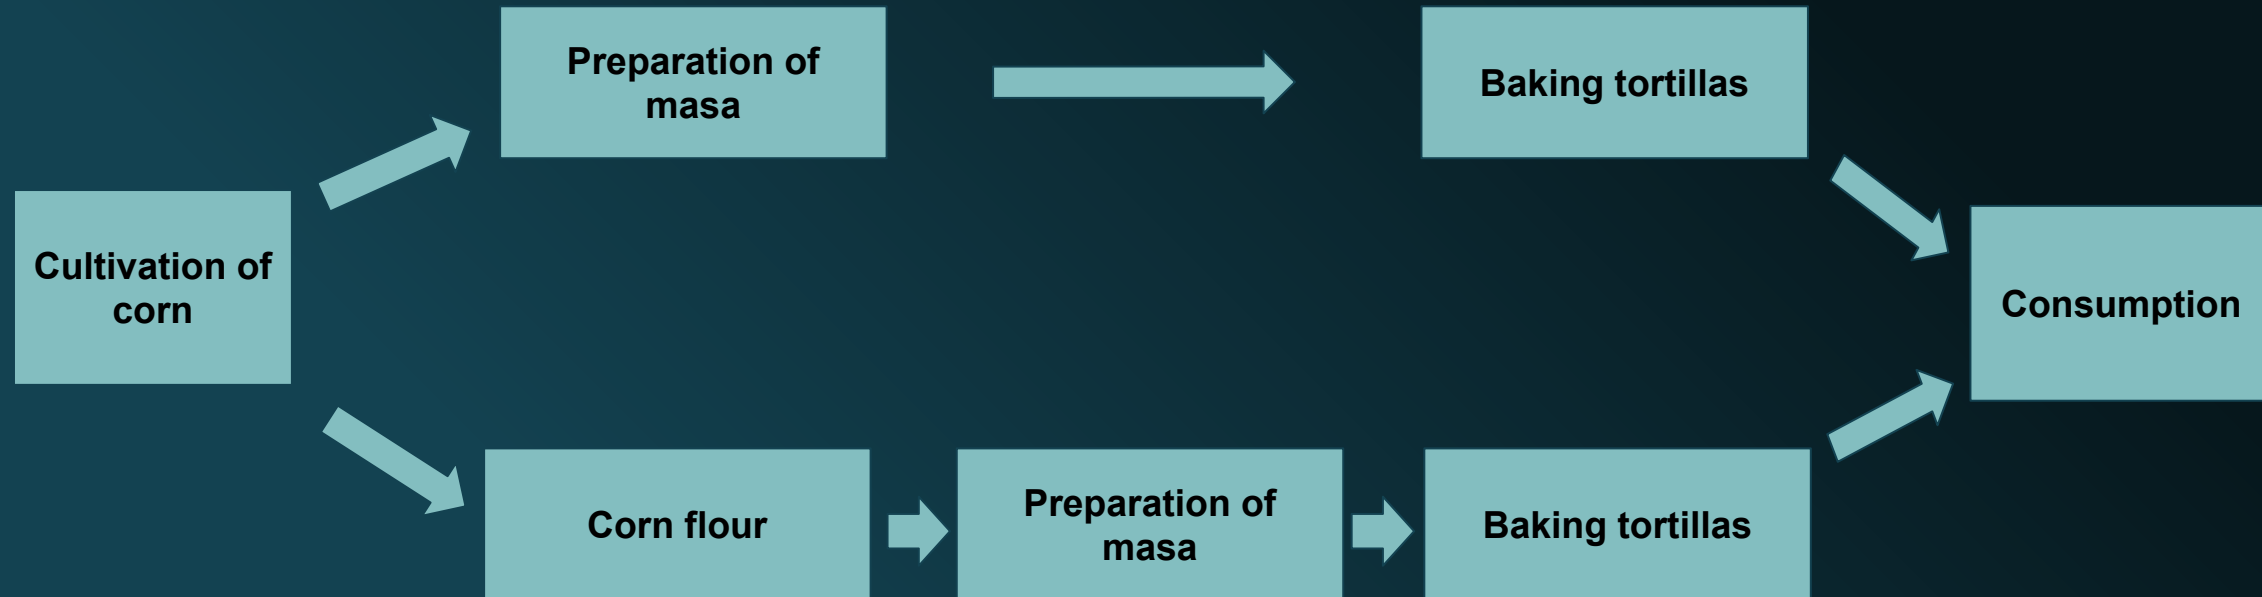 Preparation of
masa
Baking tortillas
Cultivation of
corn
Consumption
Corn flour
Preparation of
masa
Baking tortillas